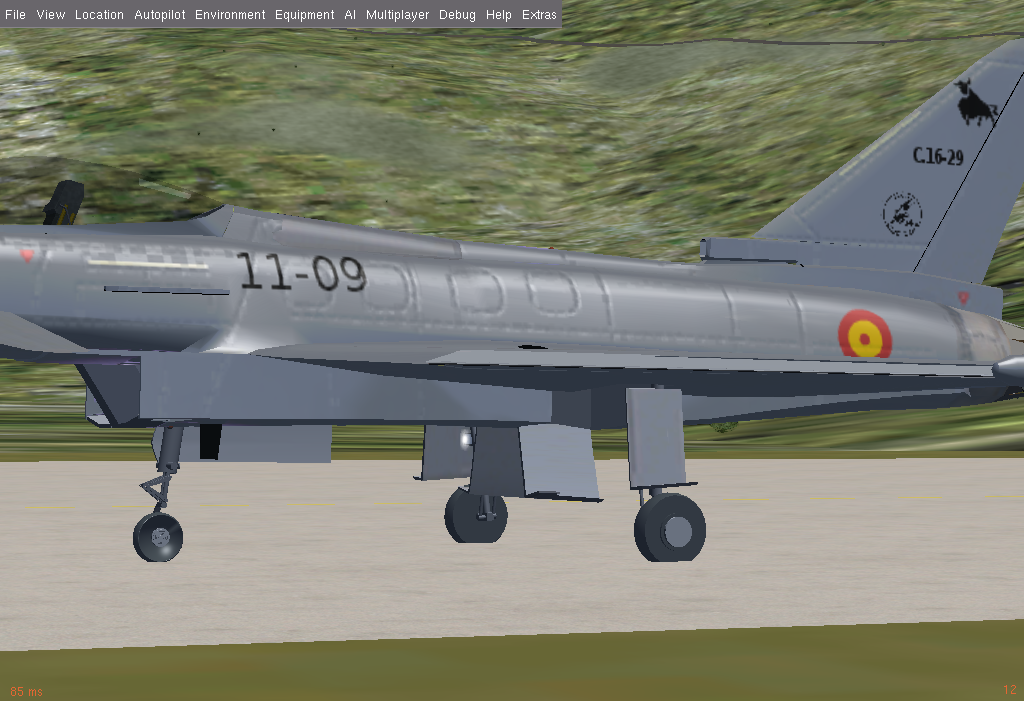 File View Location Autopilot Environment Equipment AI Multiplayer Debug Help Extras
C.16-29
11-09
85 ms
12